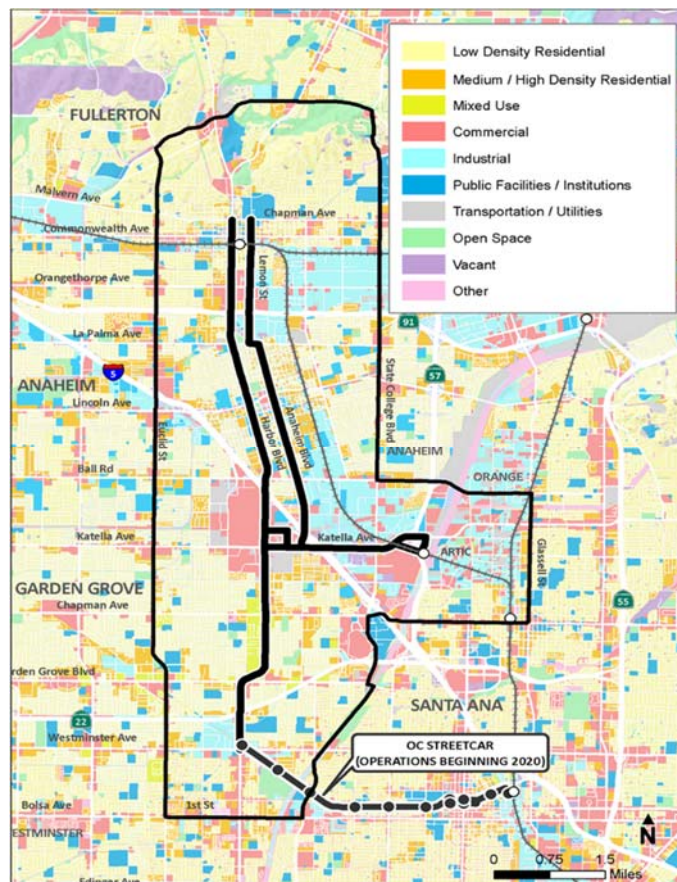 Low Density Residential
Medium / High Density Residential
Mixed Use
Commercial
Industrial
Public Facilities / Institutions
Transportation / Utilities
Open Space
Vacant
Other
FULLERTON
Malvern Ave
Chapman Ave
Commonwealth Ave
Lemon St
Orangethorpe Ave
La Palma Ave
91
State College Blvd
57
5
ANAHEIM
Lincoln Ave
Euclid St
Harbor Blvd
Anaheim Blvd
ANAHEIM
Ball Rd
ORANGE
Katella Ave
Katella Ave
ARTIC
Glassell St
GARDEN GROVE
Chapman Ave
55
rden Grove Blvd
SANTA ANA
22
Westminster Ave
OC STREETCAR
(OPERATIONS BEGINNING 2020)
Bolsa Ave
1st St
ESTMINSTER
N
Edinger Ave
0 0.75 1.5
Miles